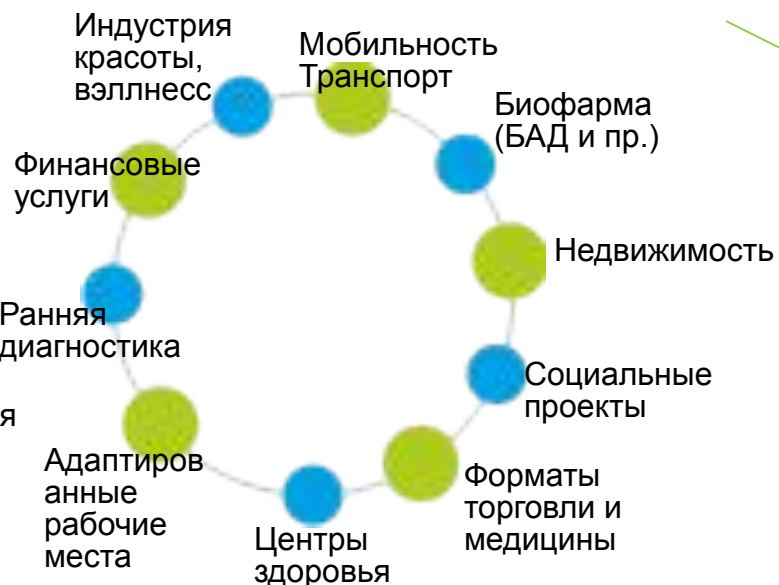 Индустрия
красоты,
вэллнесс
Мобильность
Транспорт
Биофарма
(БАД и пр.)
Финансовые
услуги
Недвижимость
Ранняя
диагностика
Социальные
проекты
я
Адаптиров
анные
рабочие
места
Форматы
торговли и
медицины
Центры
здоровья